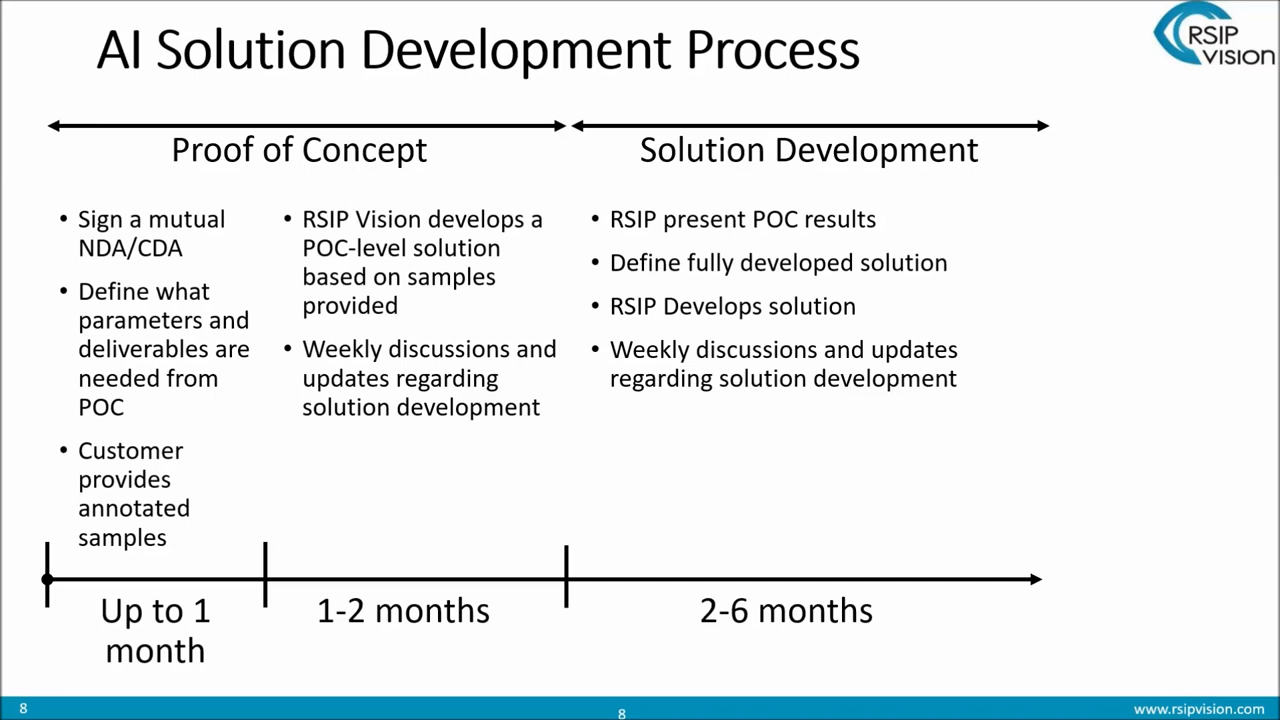 AI Solution Development Process
RSIP
VISION
Proof of Concept
Solution Development
• Sign a mutual
NDA/CDA
• Define what
parameters and
deliverables are
needed from
POC
• Customer
provides
annotated
samples
• RSIP Vision develops a
POC-level solution
based on samples
provided
• Weekly discussions and
updates regarding
solution development
• RSIP present POC results
• Define fully developed solution
• RSIP Develops solution
• Weekly discussions and updates
regarding solution development
Up to 1
month
1-2 months
2-6 months
8
8
www.rsipvision.com